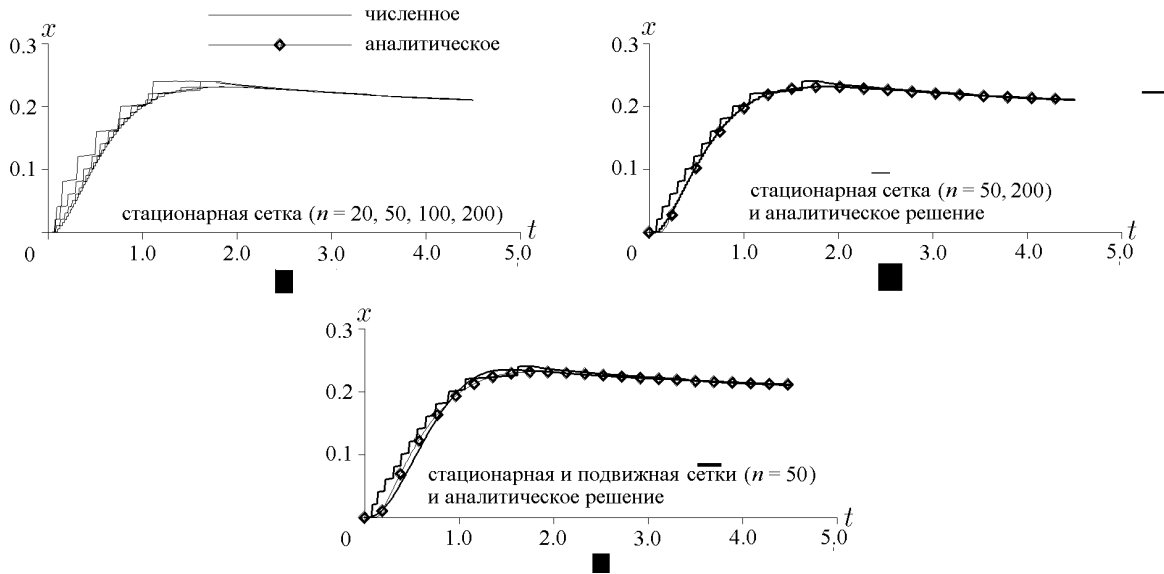 численное
аналитическое
x
0.3
0.2
0.1
0
стационарная сетка (n = 20, 50, 100, 200)
t
1.0 2.0 3.0 4.0 5.0
x
0.3
0.2
0.1
0
стационарная сетка (n = 50, 200)
и аналитическое решение
t
1.0 2.0 3.0 4.0 5.0
x
0.3
0.2
0.1
0
стационарная и подвижная сетки (n = 50)
и аналитическое решение
t
1.0 2.0 3.0 4.0 5.0